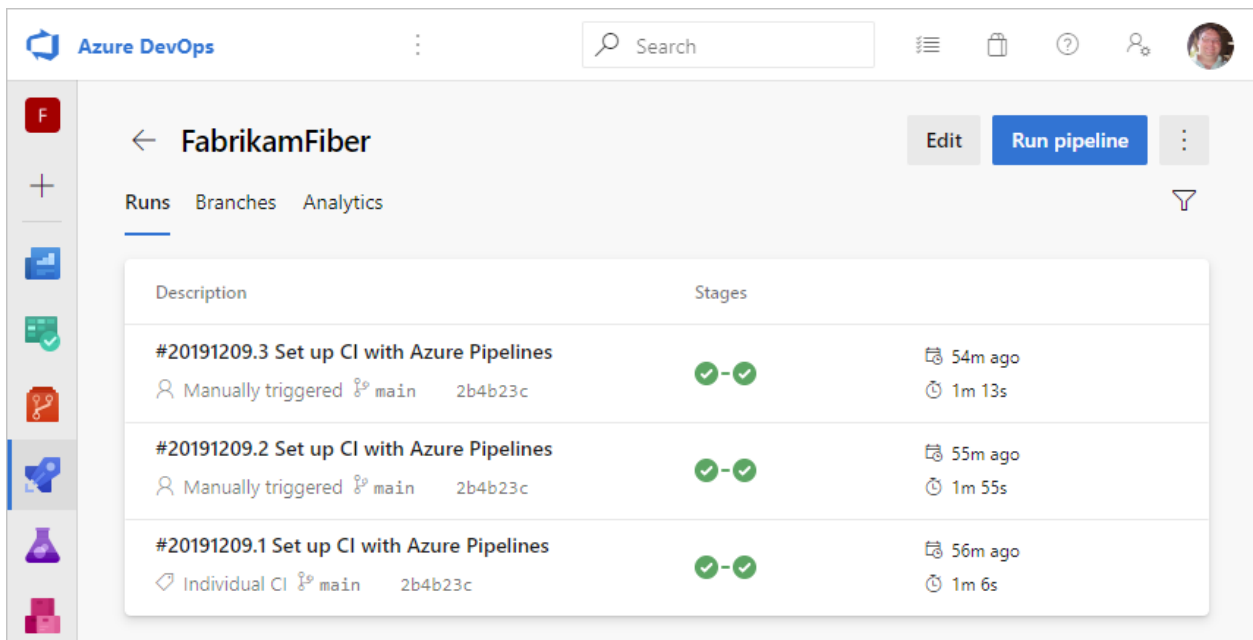 Azure DevOps
Search
F
FabrikamFiber
Edit
Run pipeline
Runs Branches Analytics
Description Stages
#20191209.3 Set up CI with Azure Pipelines
54m ago
Manually triggered main 2b4b23c
1m 13s
#20191209.2 Set up CI with Azure Pipelines
55m ago
Manually triggered main 2b4b23c
1m 55s
#20191209.1 Set up CI with Azure Pipelines
56m ago
Individual CI main 2b4b23c
1m 6s